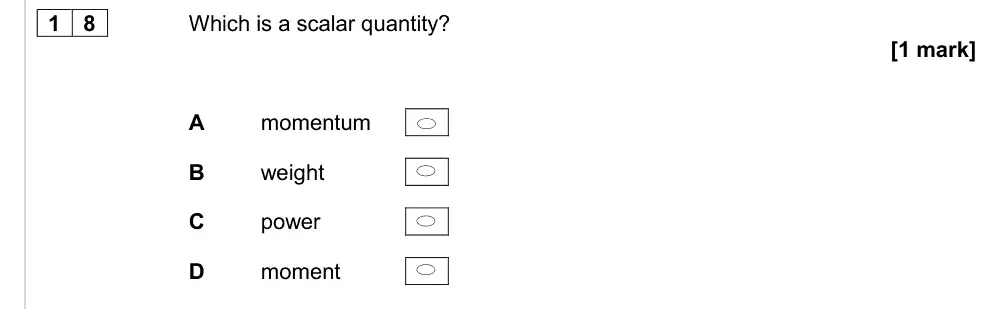 1 8 Which is a scalar quantity?
[1 mark]
A momentum
B weight
C power
D moment